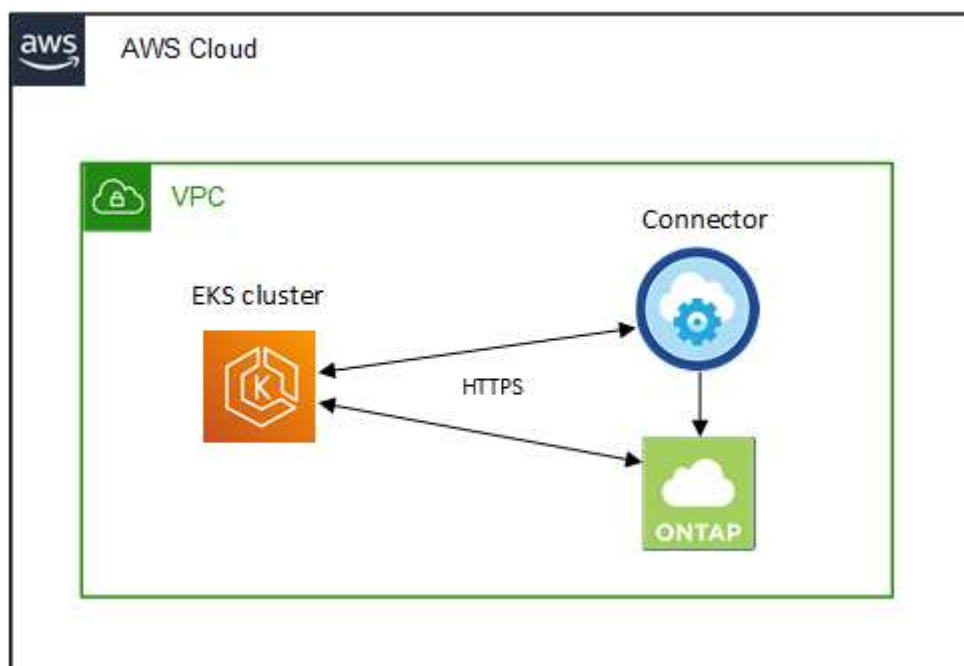 aws
AWS Cloud
VPC
Connector
EKS cluster
K
HTTPS
ONTAP